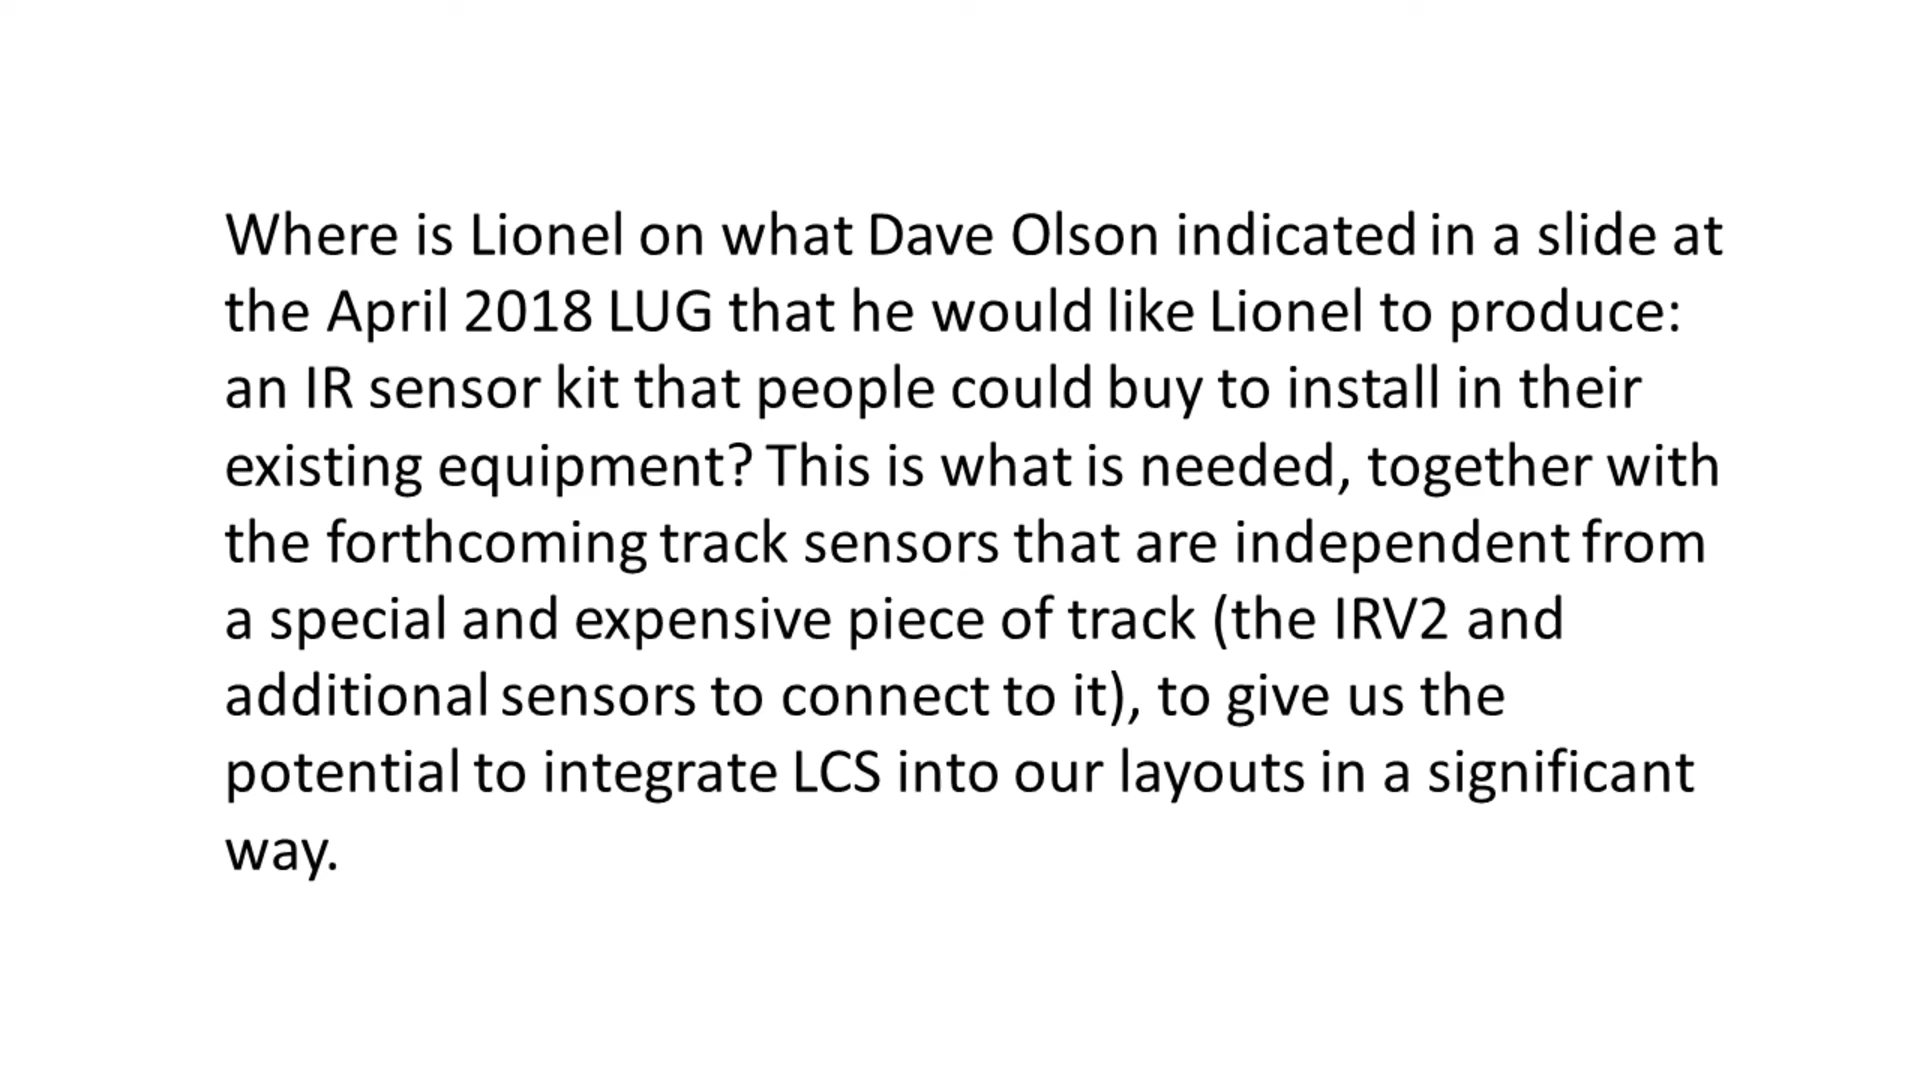 Where is Lionel on what Dave Olson indicated in a slide at
the April 2018 LUG that he would like Lionel to produce:
an IR sensor kit that people could buy to install in their
existing equipment? This is what is needed, together with
the forthcoming track sensors that are independent from
a special and expensive piece of track (the IRV2 and
additional sensors to connect to it), to give us the
potential to integrate LCS into our layouts in a significant
way.